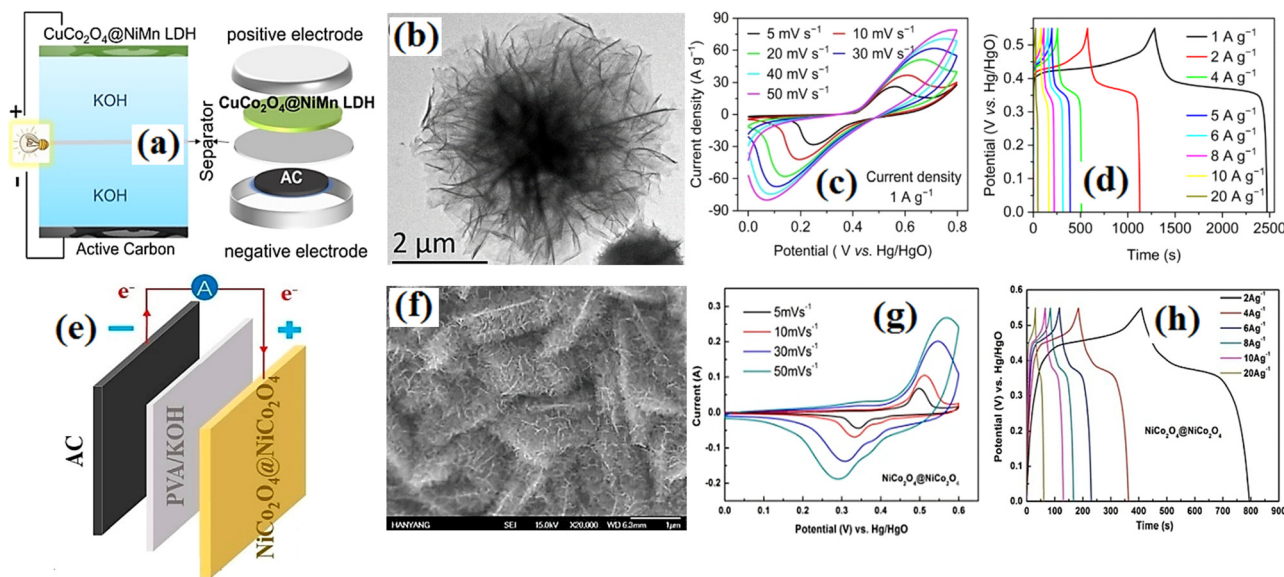 CuCo₂O₄@NiMn LDH
KOH
(a)
KOH
Active Carbon
+
-
Separator
positive electrode
CuCo₂O₄@NiMn LDH
AC
negative electrode
(b)
2 μm
Current density (A g⁻¹)
90
60
30
0
-30
-60
-90
5 mV s⁻¹
10 mV s⁻¹
20 mV s⁻¹
30 mV s⁻¹
40 mV s⁻¹
50 mV s⁻¹
(c)
Current density
1 A g⁻¹
0.0 0.2 0.4 0.6 0.8
Potential ( V vs. Hg/HgO)
Potential (V vs. Hg/HgO)
0.5
0.4
0.3
0.2
0.1
0.0
1 A g⁻¹
2 A g⁻¹
4 A g⁻¹
5 A g⁻¹
6 A g⁻¹
8 A g⁻¹
10 A g⁻¹
20 A g⁻¹
(d)
0 500 1000 1500 2000 2500
Time (s)
(e)
e⁻
A
e⁻
−
+
AC
PVA/KOH
NiCo₂O₄@NiCo₂O₄
(f)
HANYANG SEI 15.0kV X20,000 WD 6.3mm 1μm
Current (A)
0.3
0.2
0.1
0.0
-0.1
-0.2
5mVs⁻¹
10mVs⁻¹
30mVs⁻¹
50mVs⁻¹
(g)
NiCo₂O₄@NiCo₂O₄
0.0 0.1 0.2 0.3 0.4 0.5 0.6
Potential (V) vs. Hg/HgO
Potential (V) vs. Hg/HgO
0.6
0.4
0.2
0.0
2Ag⁻¹
4Ag⁻¹
6Ag⁻¹
8Ag⁻¹
10Ag⁻¹
20Ag⁻¹
(h)
NiCo₂O₄@NiCo₂O₄
0 100 200 300 400 500 600 700 800 900
Time (s)